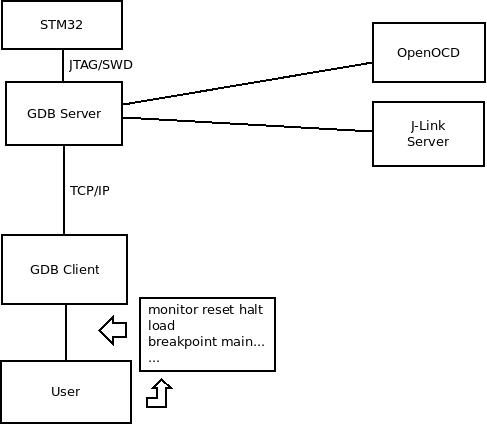 STM32
JTAG/SWD
OpenOCD
GDB Server
J-Link
Server
TCP/IP
GDB Client
monitor reset halt
load
breakpoint main...
...
User